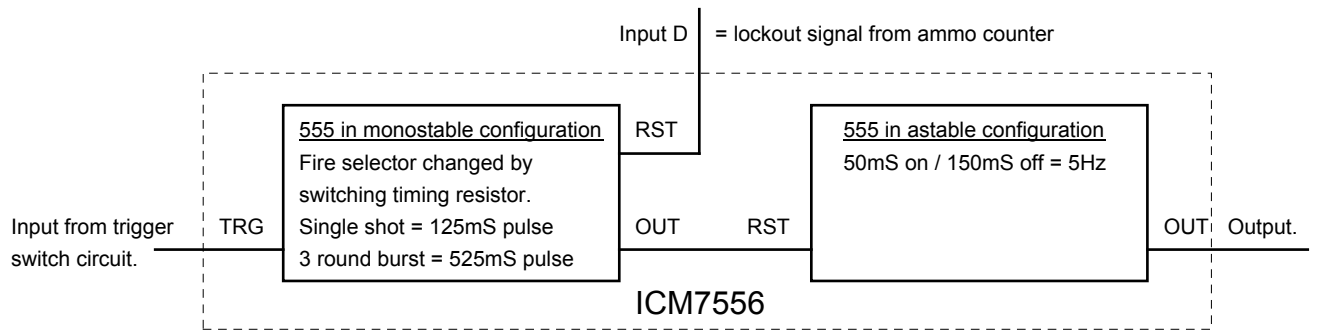 Input D = lockout signal from ammo counter
555 in monostable configuration
Fire selector changed by
switching timing resistor.
Single shot = 125mS pulse
3 round burst = 525mS pulse
RST
555 in astable configuration
50mS on / 150mS off = 5Hz
Input from trigger
switch circuit.
TRG
OUT
RST
OUT
Output.
ICM7556